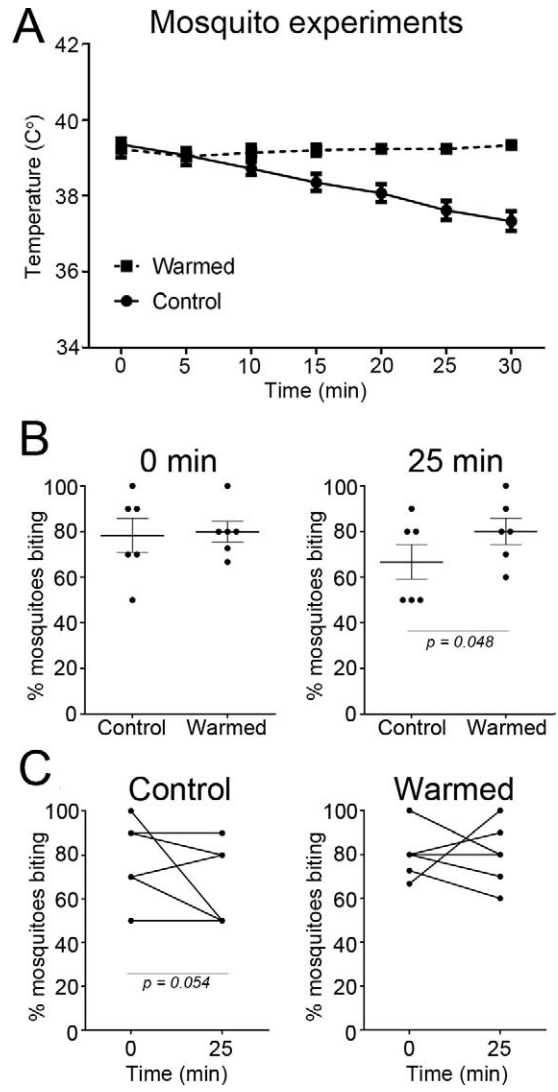 A Mosquito experiments
42
40
38
36
34
Temperature (C°)
Warmed
Control
0 5 10 15 20 25 30
Time (min)
B
0 min
100
80
60
40
20
0
% mosquitoes biting
Control Warmed
25 min
100
80
60
40
20
0
% mosquitoes biting
p = 0.048
Control Warmed
C
Control
100
80
60
40
20
0
% mosquitoes biting
p = 0.054
0 25
Time (min)
Warmed
100
80
60
40
20
0
% mosquitoes biting
0 25
Time (min)